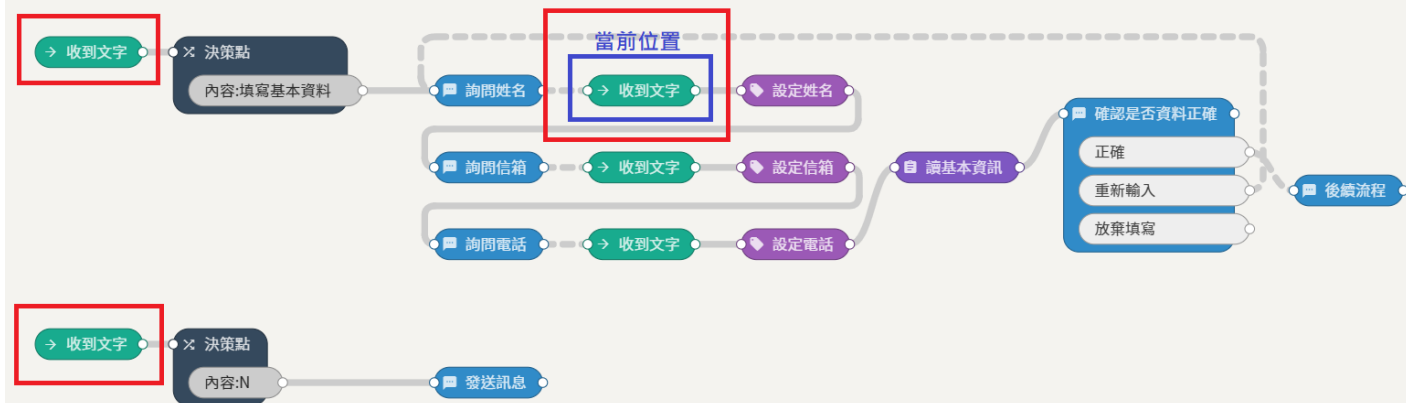 收到文字
決策點
內容:填寫基本資料
當前位置
詢問姓名
收到文字
設定姓名
詢問信箱
收到文字
設定信箱
詢問電話
收到文字
設定電話
讀基本資訊
確認是否資料正確
正確
重新輸入
放棄填寫
後續流程
收到文字
決策點
內容:N
發送訊息